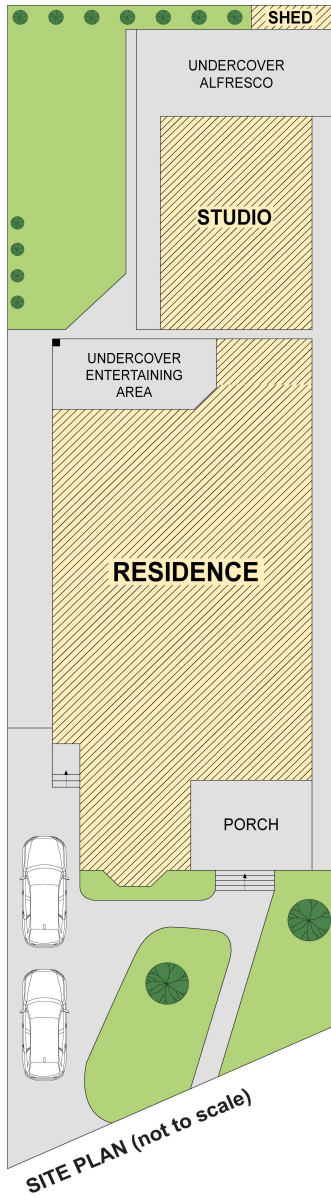 SHED
UNDERCOVER
ALFRESCO
STUDIO
UNDERCOVER
ENTERTAINING
AREA
RESIDENCE
PORCH
SITE PLAN (not to scale)